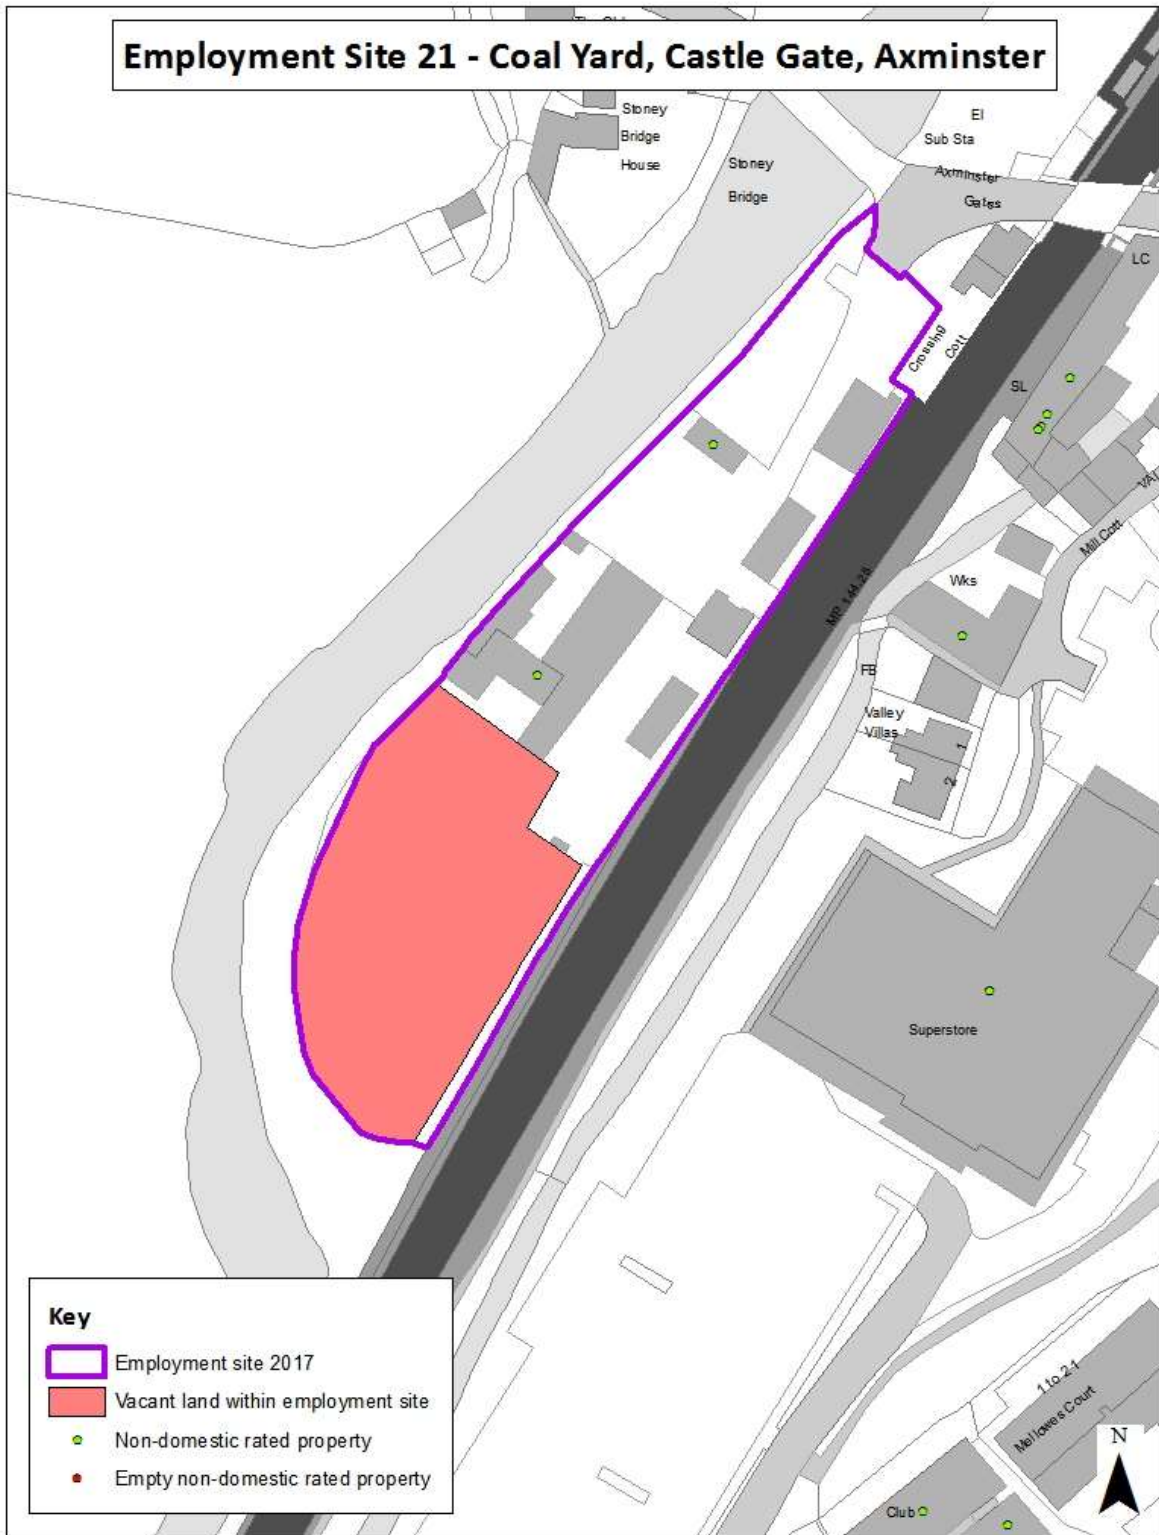 Employment Site 21 - Coal Yard, Castle Gate, Axminster
Stoney
Bridge
House
El
Sub Sta
Stoney
Bridge
Axminster
Gates
LC
Crossing
Cott
SL
Mill Cott
Wks
MP 144.25
FB
Valley
Villas
1
2
Superstore
1 to 21
Mellowes Court
Club
N
Key
Employment site 2017
Vacant land within employment site
Non-domestic rated property
Empty non-domestic rated property